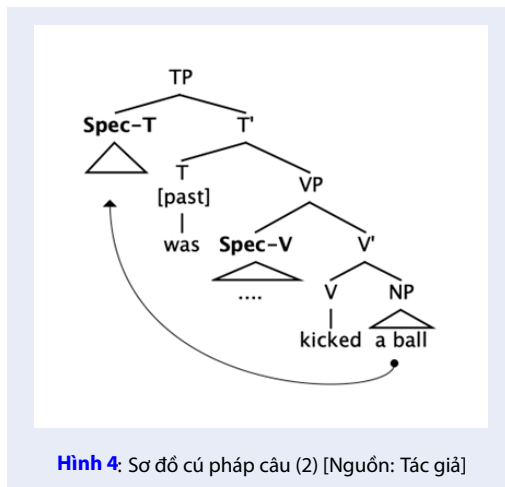 TP
Spec-T T'
T VP
[past]
was Spec-V V'
.... V NP
kicked a ball
Hình 4: Sơ đồ cú pháp câu (2) [Nguồn: Tác giả]